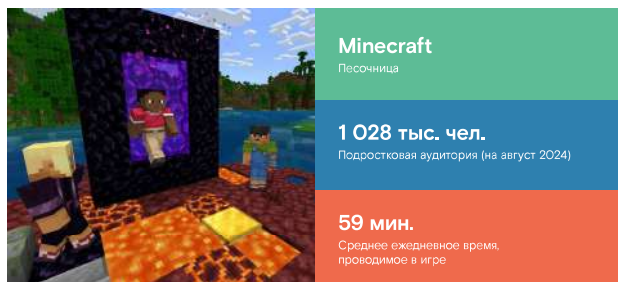 Minecraft
Песочница
1 028 тыс. чел.
Подростковая аудитория (на август 2024)
59 мин.
Среднее ежедневное время,
проводимое в игре